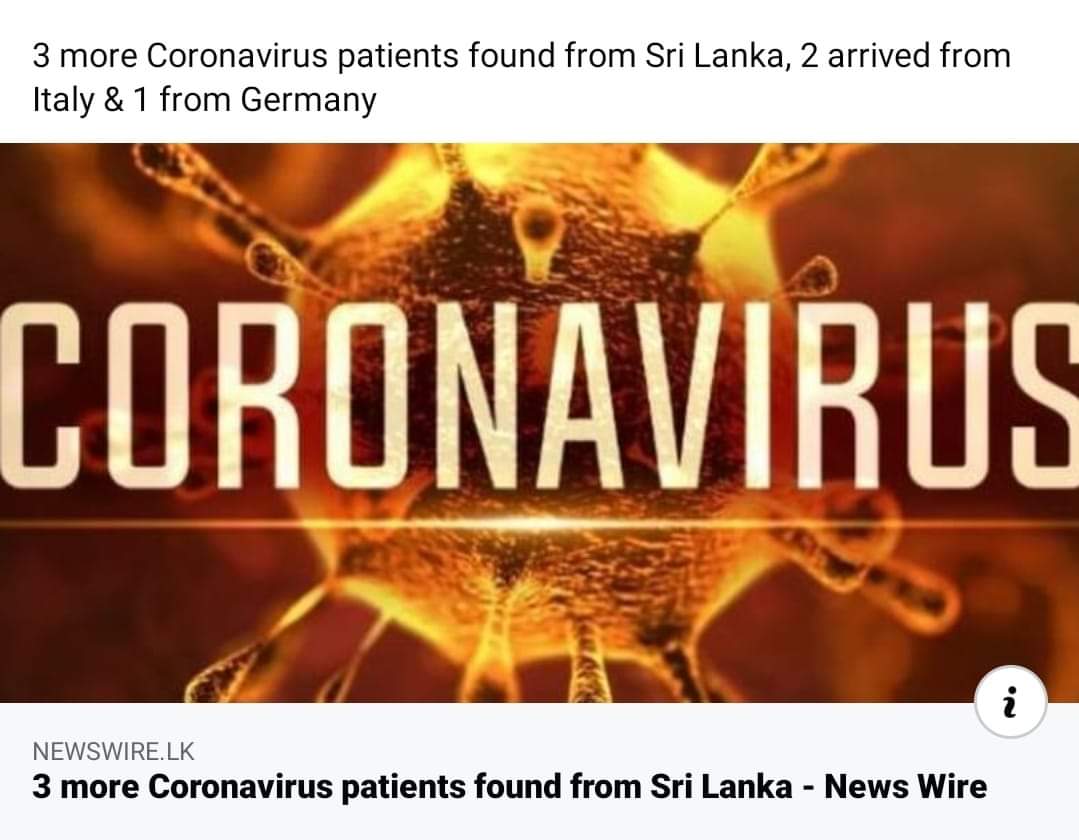 3 more Coronavirus patients found from Sri Lanka, 2 arrived from
Italy & 1 from Germany
CORONAVIRUS
i
NEWSWIRE.LK
3 more Coronavirus patients found from Sri Lanka - News Wire